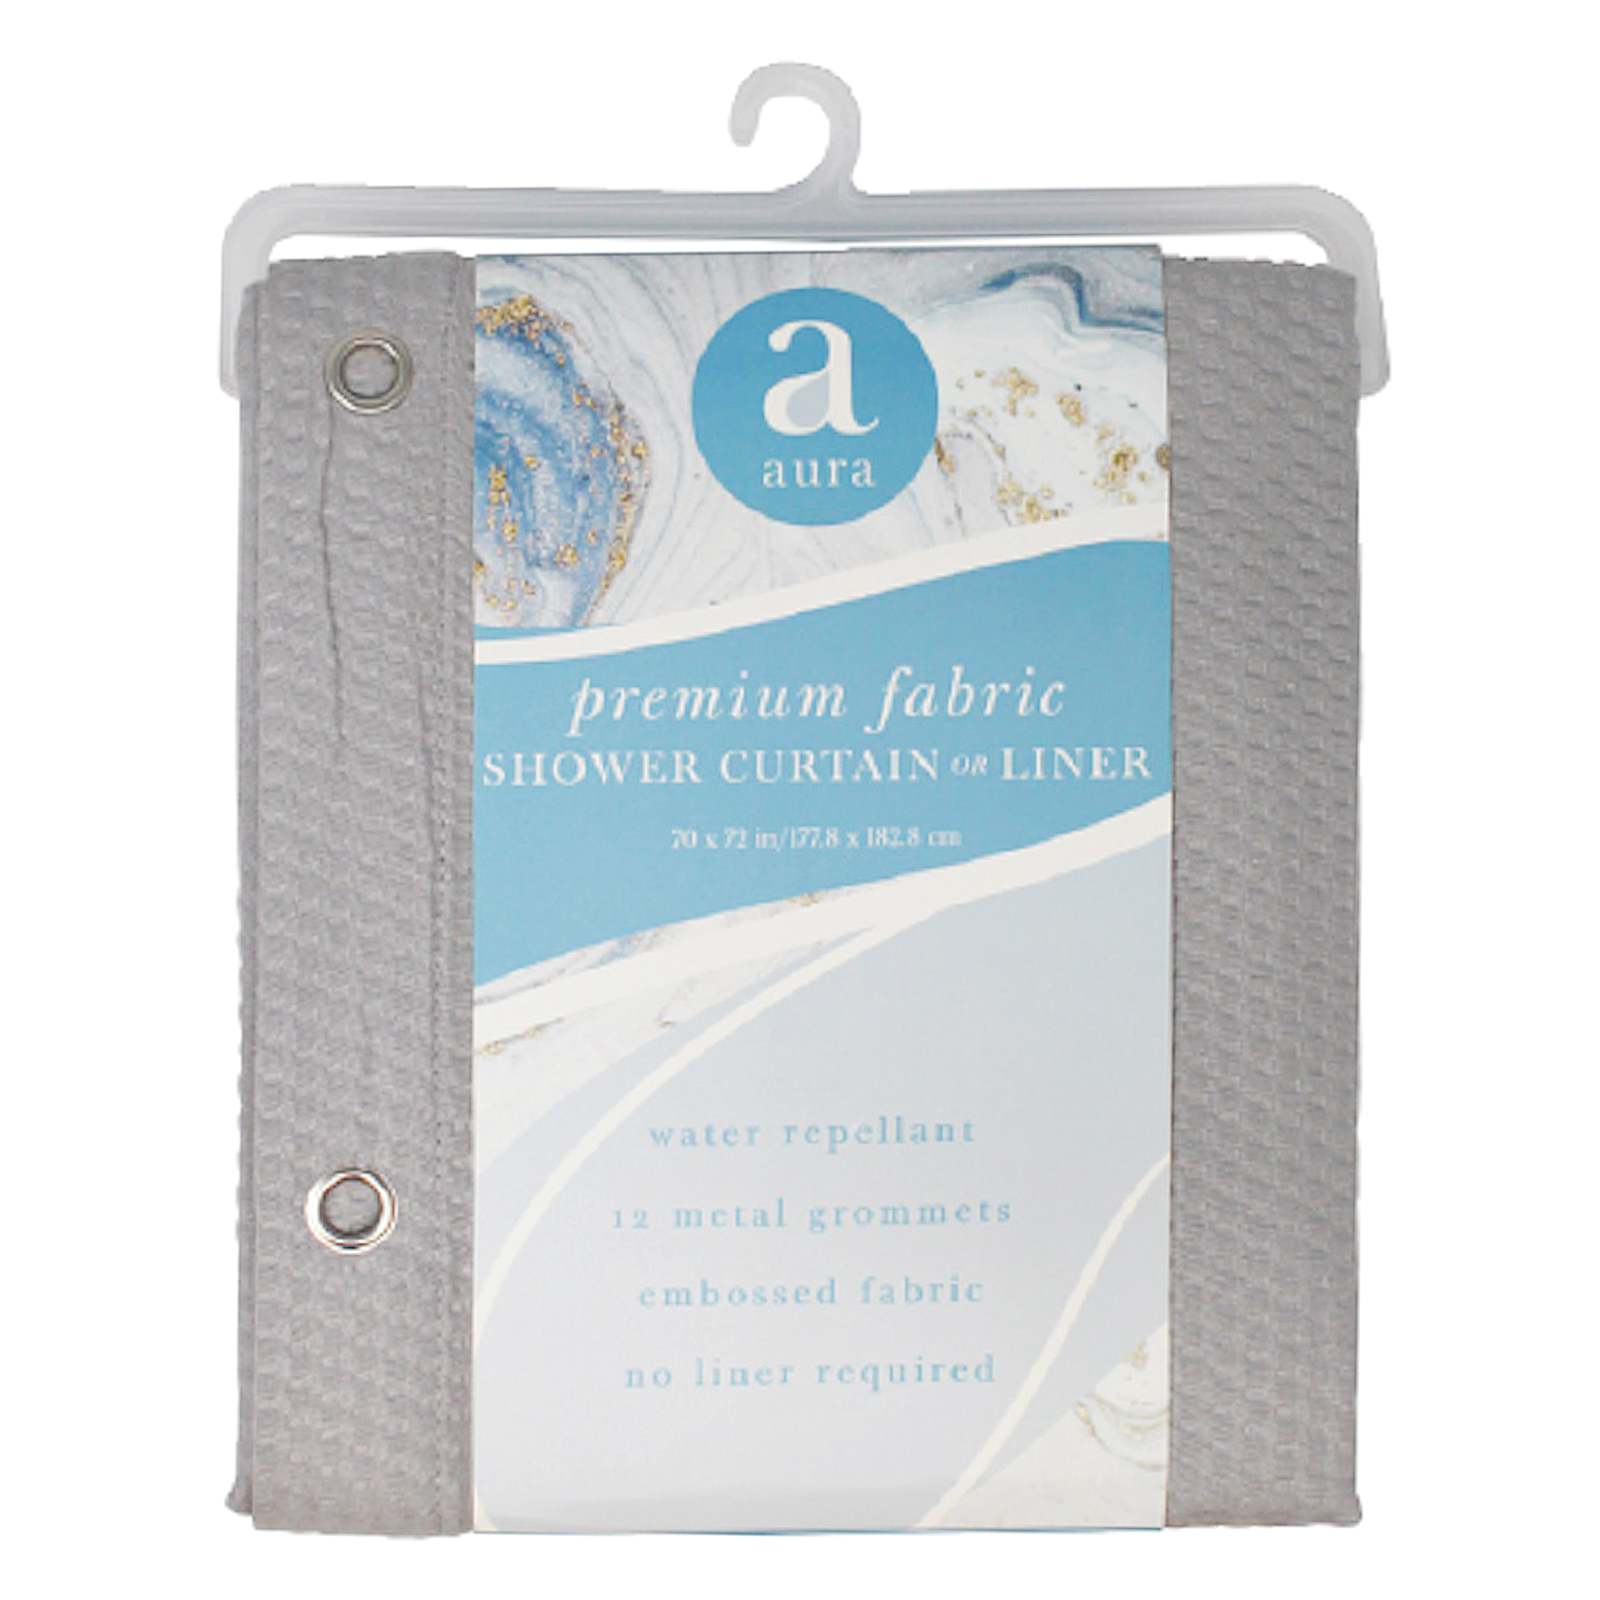 a
aura
premium fabric
SHOWER CURTAIN OR LINER
70 x 72 in/177.8 x 182.8 cm
water repellant
12 metal grommets
embossed fabric
no liner required